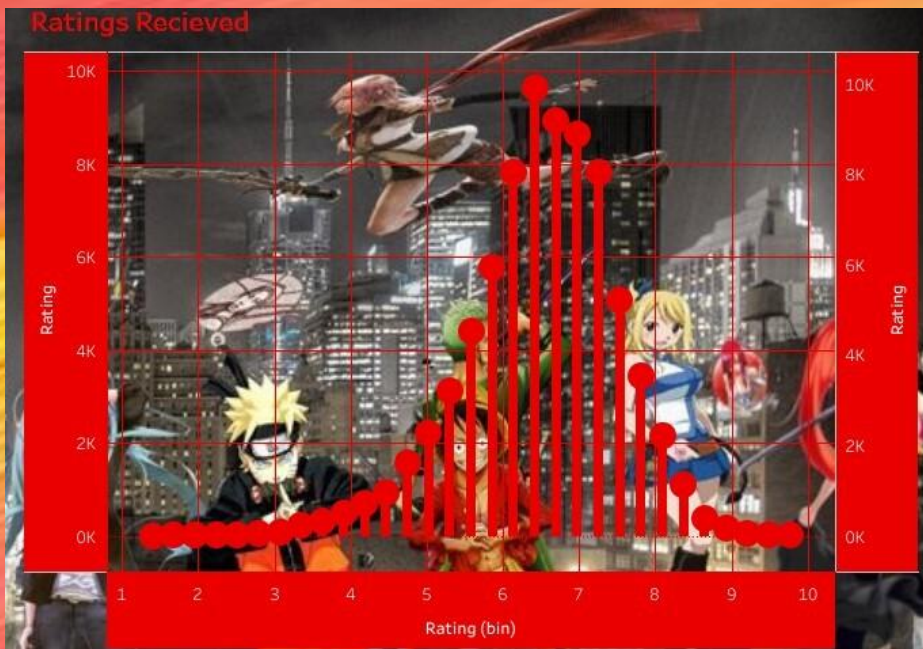 Ratings Recieved
10K
8K
6K
4K
2K
0K
Rating
10K
8K
6K
4K
2K
0K
Rating
1 2 3 4 5 6 7 8 9 10
Rating (bin)